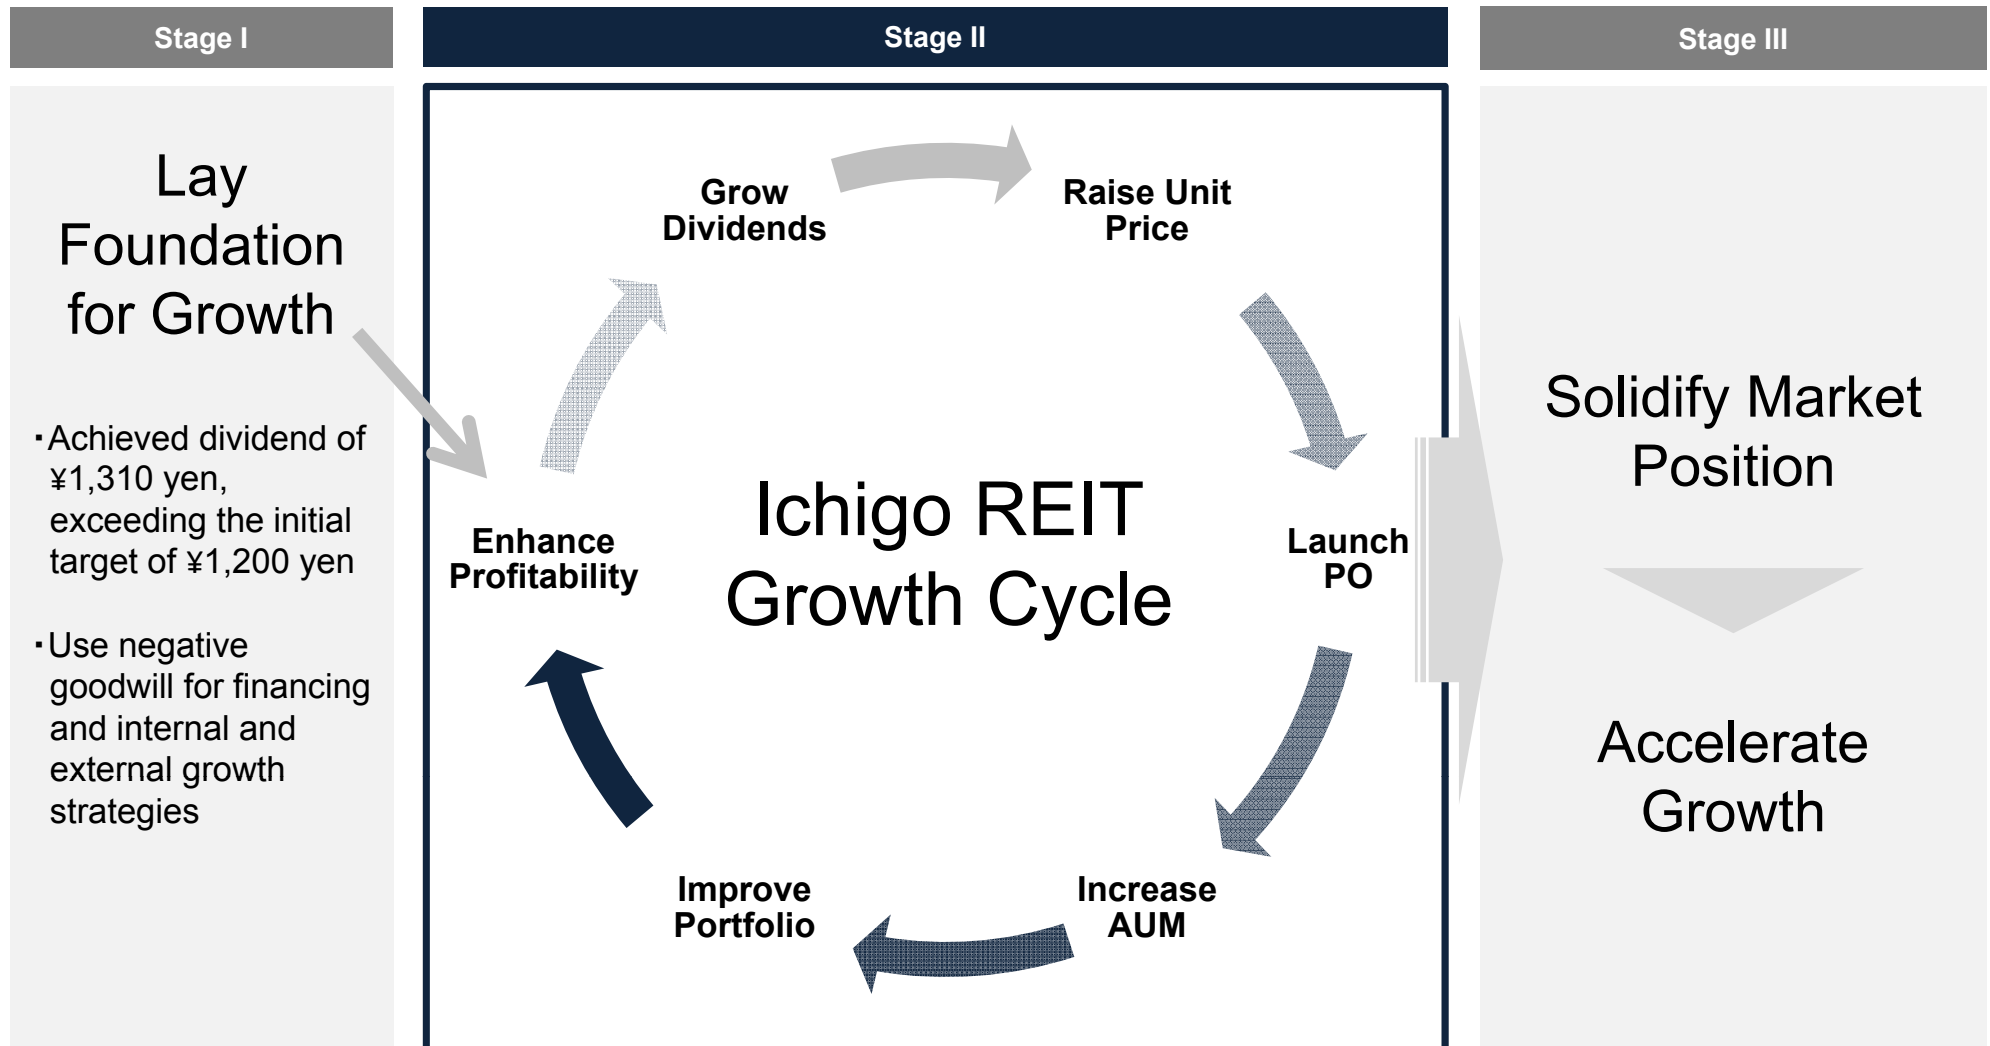 Stage I
Lay
Foundation
for Growth
▪Achieved dividend of
¥1,310 yen,
exceeding the initial
target of ¥1,200 yen
▪Use negative
goodwill for financing
and internal and
external growth
strategies
Stage II
Grow
Dividends
Raise Unit
Price
Launch
PO
Increase
AUM
Improve
Portfolio
Enhance
Profitability
Ichigo REIT
Growth Cycle
Stage III
Solidify Market
Position
Accelerate
Growth